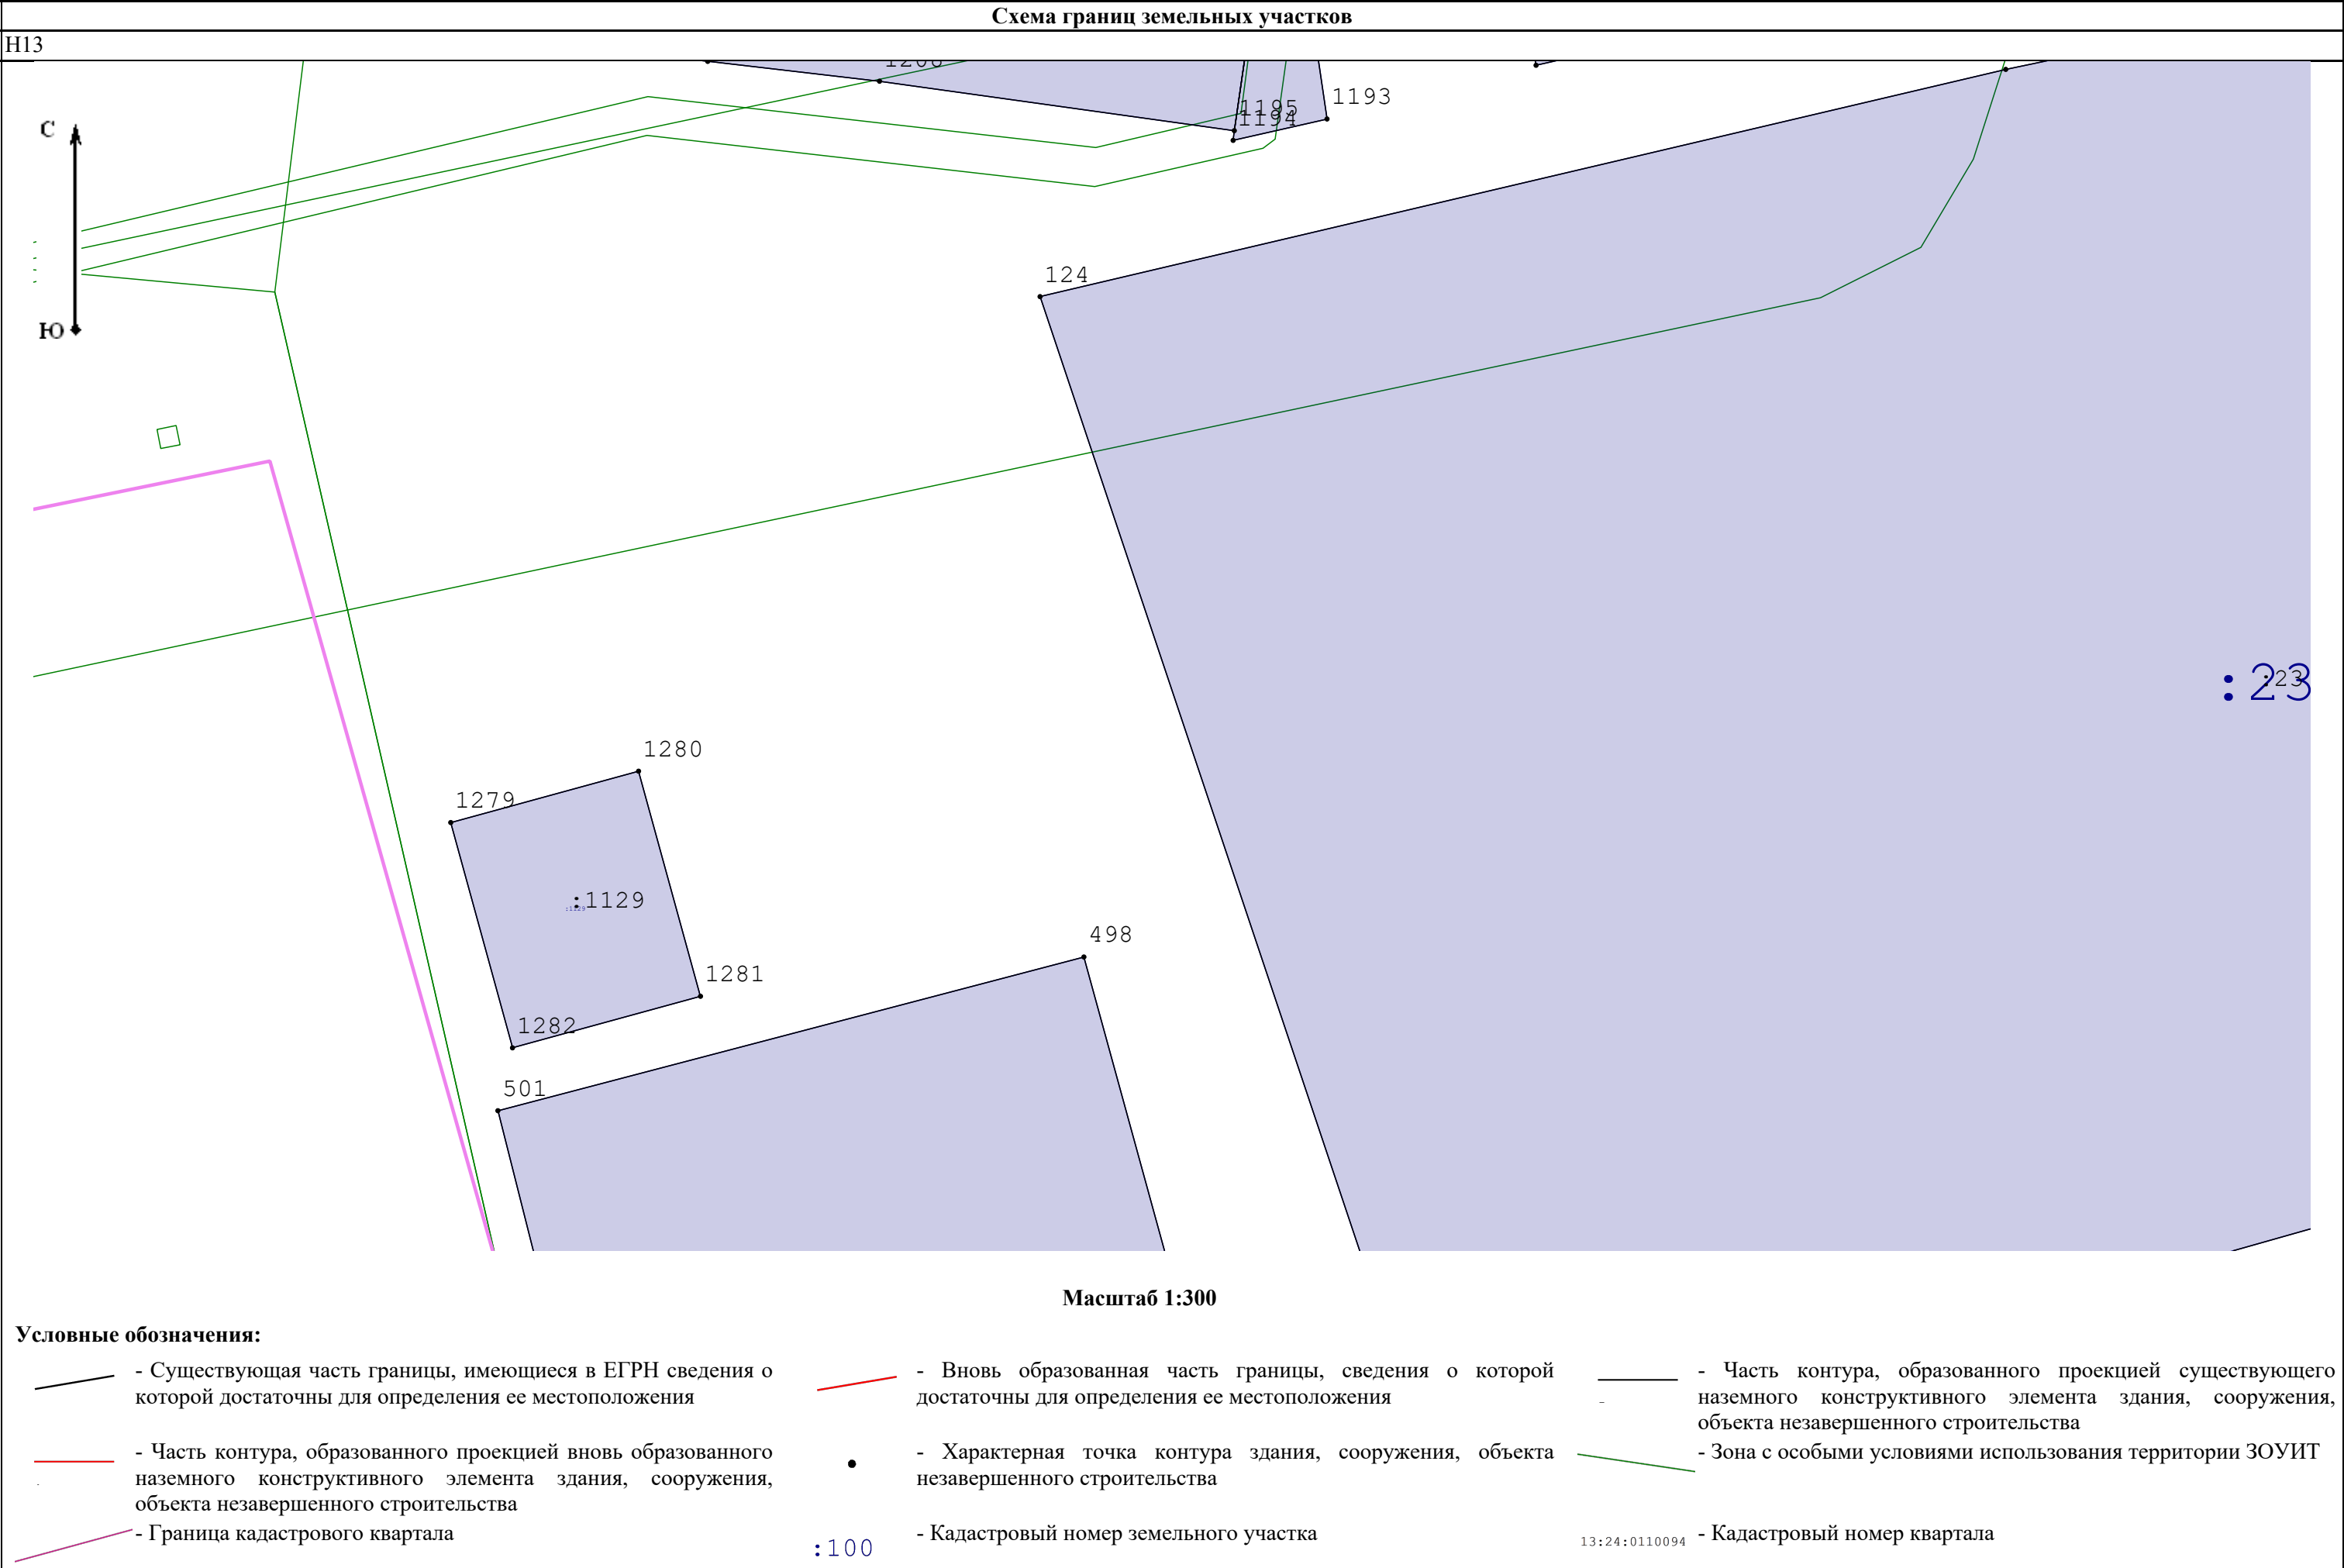 Схема границ земельных участков
Н13
1208
1195
1194
1193
С
Ю
124
:23
:23
1280
1279
:1129
:1129
498
1281
1282
501
Масштаб 1:300
Условные обозначения:
- Существующая часть границы, имеющиеся в ЕГРН сведения о
которой достаточны для определения ее местоположения
- Вновь образованная часть границы, сведения о которой
достаточны для определения ее местоположения
- Часть контура, образованного проекцией существующего
наземного конструктивного элемента здания, сооружения,
объекта незавершенного строительства
- Часть контура, образованного проекцией вновь образованного
наземного конструктивного элемента здания, сооружения,
объекта незавершенного строительства
- Характерная точка контура здания, сооружения, объекта
незавершенного строительства
- Зона с особыми условиями использования территории ЗОУИТ
- Граница кадастрового квартала
:100
- Кадастровый номер земельного участка
13:24:0110094
- Кадастровый номер квартала